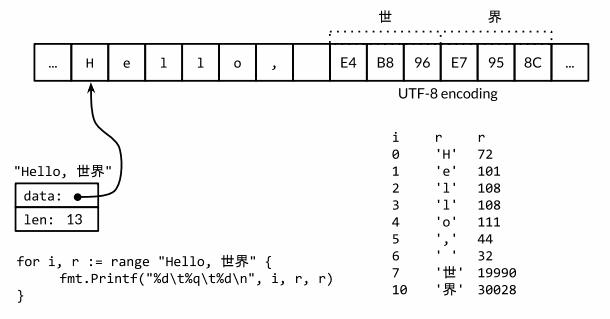 世 界
… H e l l o , E4 B8 96 E7 95 8C …
UTF-8 encoding
"Hello, 世界"
data:
len: 13
for i, r := range "Hello, 世界" {
fmt.Printf("%d\t%q\t%d\n", i, r, r)
}
i r r
0 'H' 72
1 'e' 101
2 'l' 108
3 'l' 108
4 'o' 111
5 ',' 44
6 ' ' 32
7 '世' 19990
10 '界' 30028